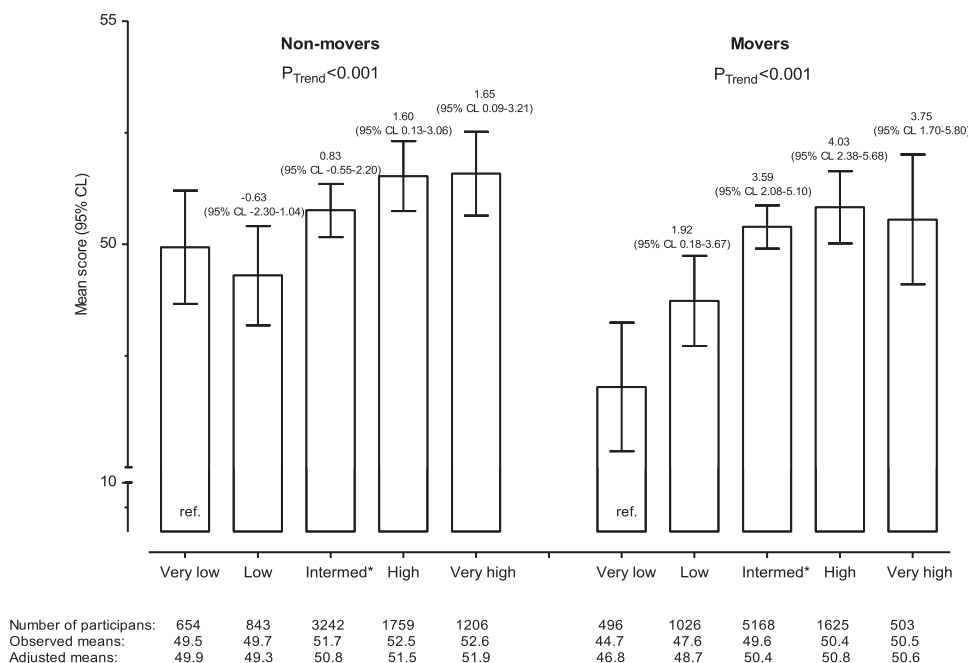 55
Non-movers
Movers
P_Trend<0.001
P_Trend<0.001
1.65
(95% CL 0.09-3.21)
1.60
(95% CL 0.13-3.06)
0.83
(95% CL -0.55-2.20)
-0.63
(95% CL -2.30-1.04)
3.75
(95% CL 1.70-5.80)
4.03
(95% CL 2.38-5.68)
3.59
(95% CL 2.08-5.10)
1.92
(95% CL 0.18-3.67)
Mean score (95% CL)
50
10
ref.
ref.
Very low Low Intermed* High Very high Very low Low Intermed* High Very high
Number of participans: 654 843 3242 1759 1206 496 1026 5168 1625 503
Observed means: 49.5 49.7 51.7 52.5 52.6 44.7 47.6 49.6 50.4 50.5
Adjusted means: 49.9 49.3 50.8 51.5 51.9 46.8 48.7 50.4 50.8 50.6